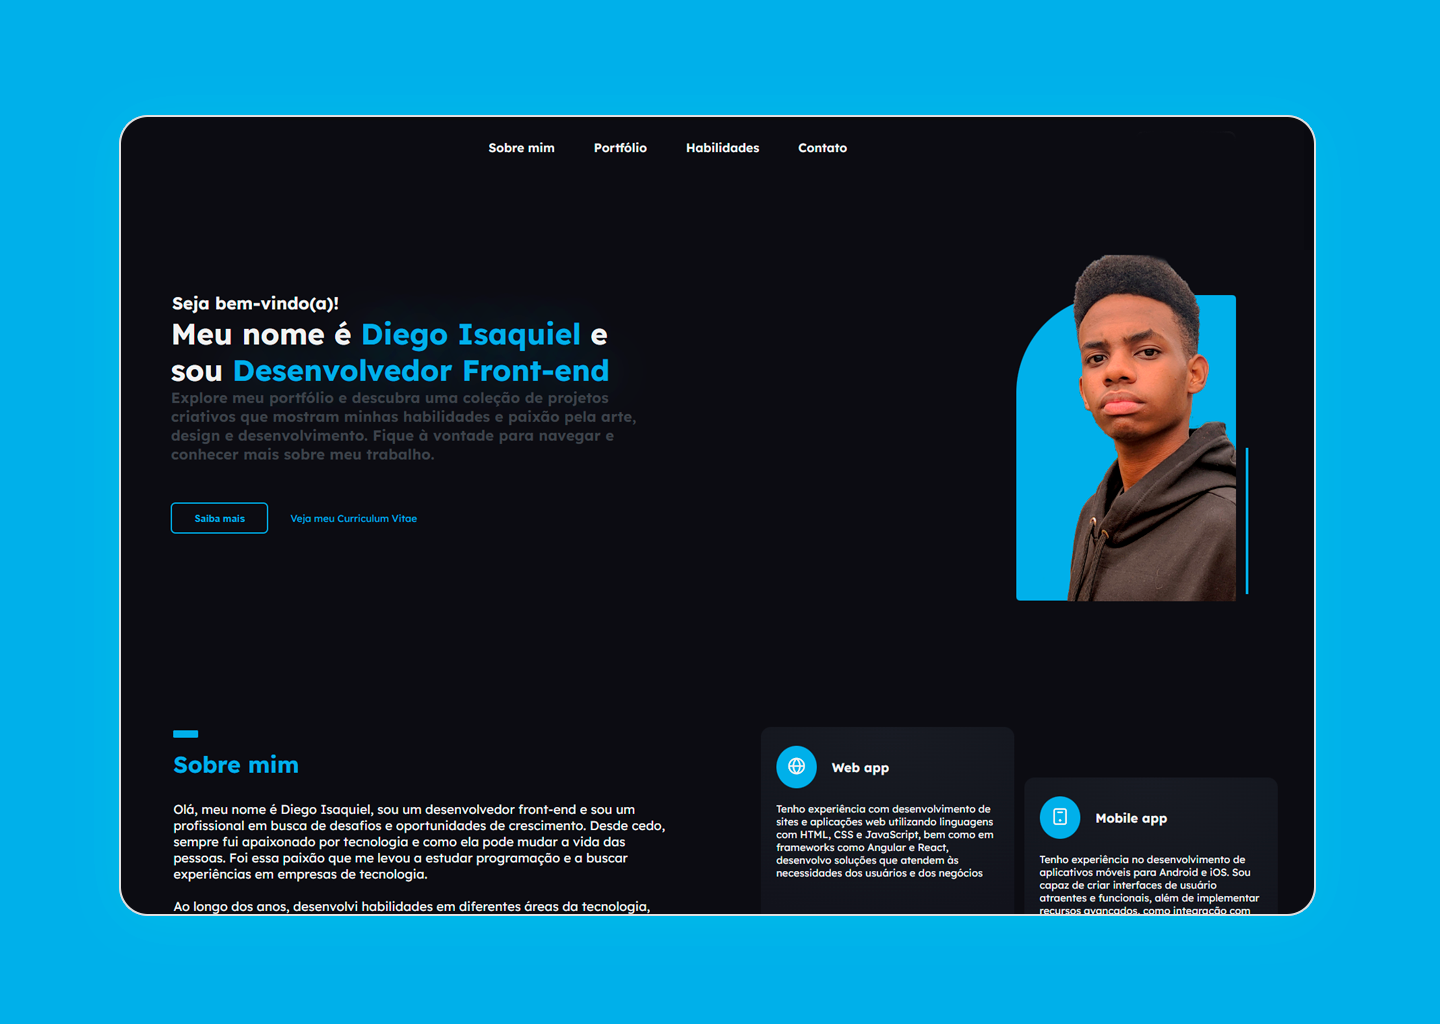 Sobre mim
Portfólio
Habilidades
Contato
Seja bem-vindo(a)!
Meu nome é Diego Isaquiel e
sou Desenvolvedor Front-end
Explore meu portfólio e descubra uma coleção de projetos
criativos que mostram minhas habilidades e paixão pela arte,
design e desenvolvimento. Fique à vontade para navegar e
conhecer mais sobre meu trabalho.
Saiba mais
Veja meu Curriculum Vitae
Sobre mim
Olá, meu nome é Diego Isaquiel, sou um desenvolvedor front-end e sou um
profissional em busca de desafios e oportunidades de crescimento. Desde cedo,
sempre fui apaixonado por tecnologia e como ela pode mudar a vida das
pessoas. Foi essa paixão que me levou a estudar programação e a buscar
experiências em empresas de tecnologia.
Ao longo dos anos, desenvolvi habilidades em diferentes áreas da tecnologia,
Web app
Tenho experiência com desenvolvimento de
sites e aplicações web utilizando linguagens
com HTML, CSS e JavaScript, bem como em
frameworks como Angular e React,
desenvolvo soluções que atendem às
necessidades dos usuários e dos negócios
Mobile app
Tenho experiência no desenvolvimento de
aplicativos móveis para Android e iOS. Sou
capaz de criar interfaces de usuário
atraentes e funcionais, além de implementar
recursos avançados, como integração com